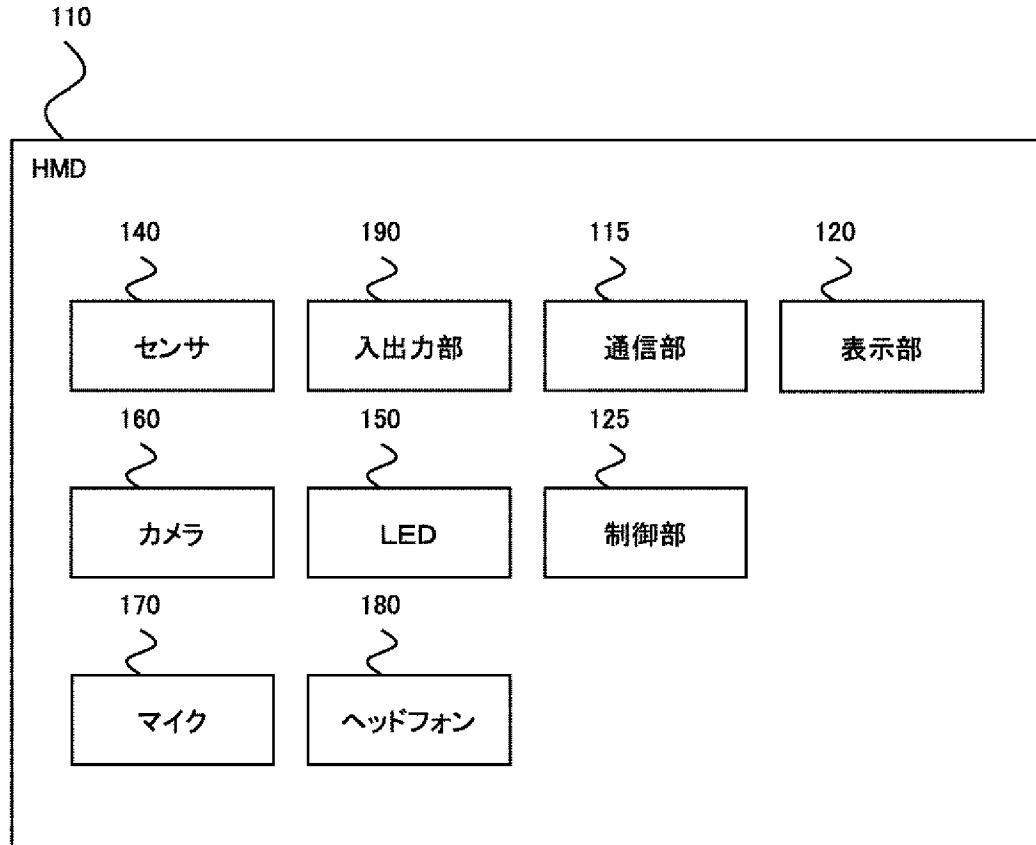 110
HMD
140 190 115 120
センサ 入出力部 通信部 表示部
160 150 125
カメラ LED 制御部
170 180
マイク ヘッドフォン